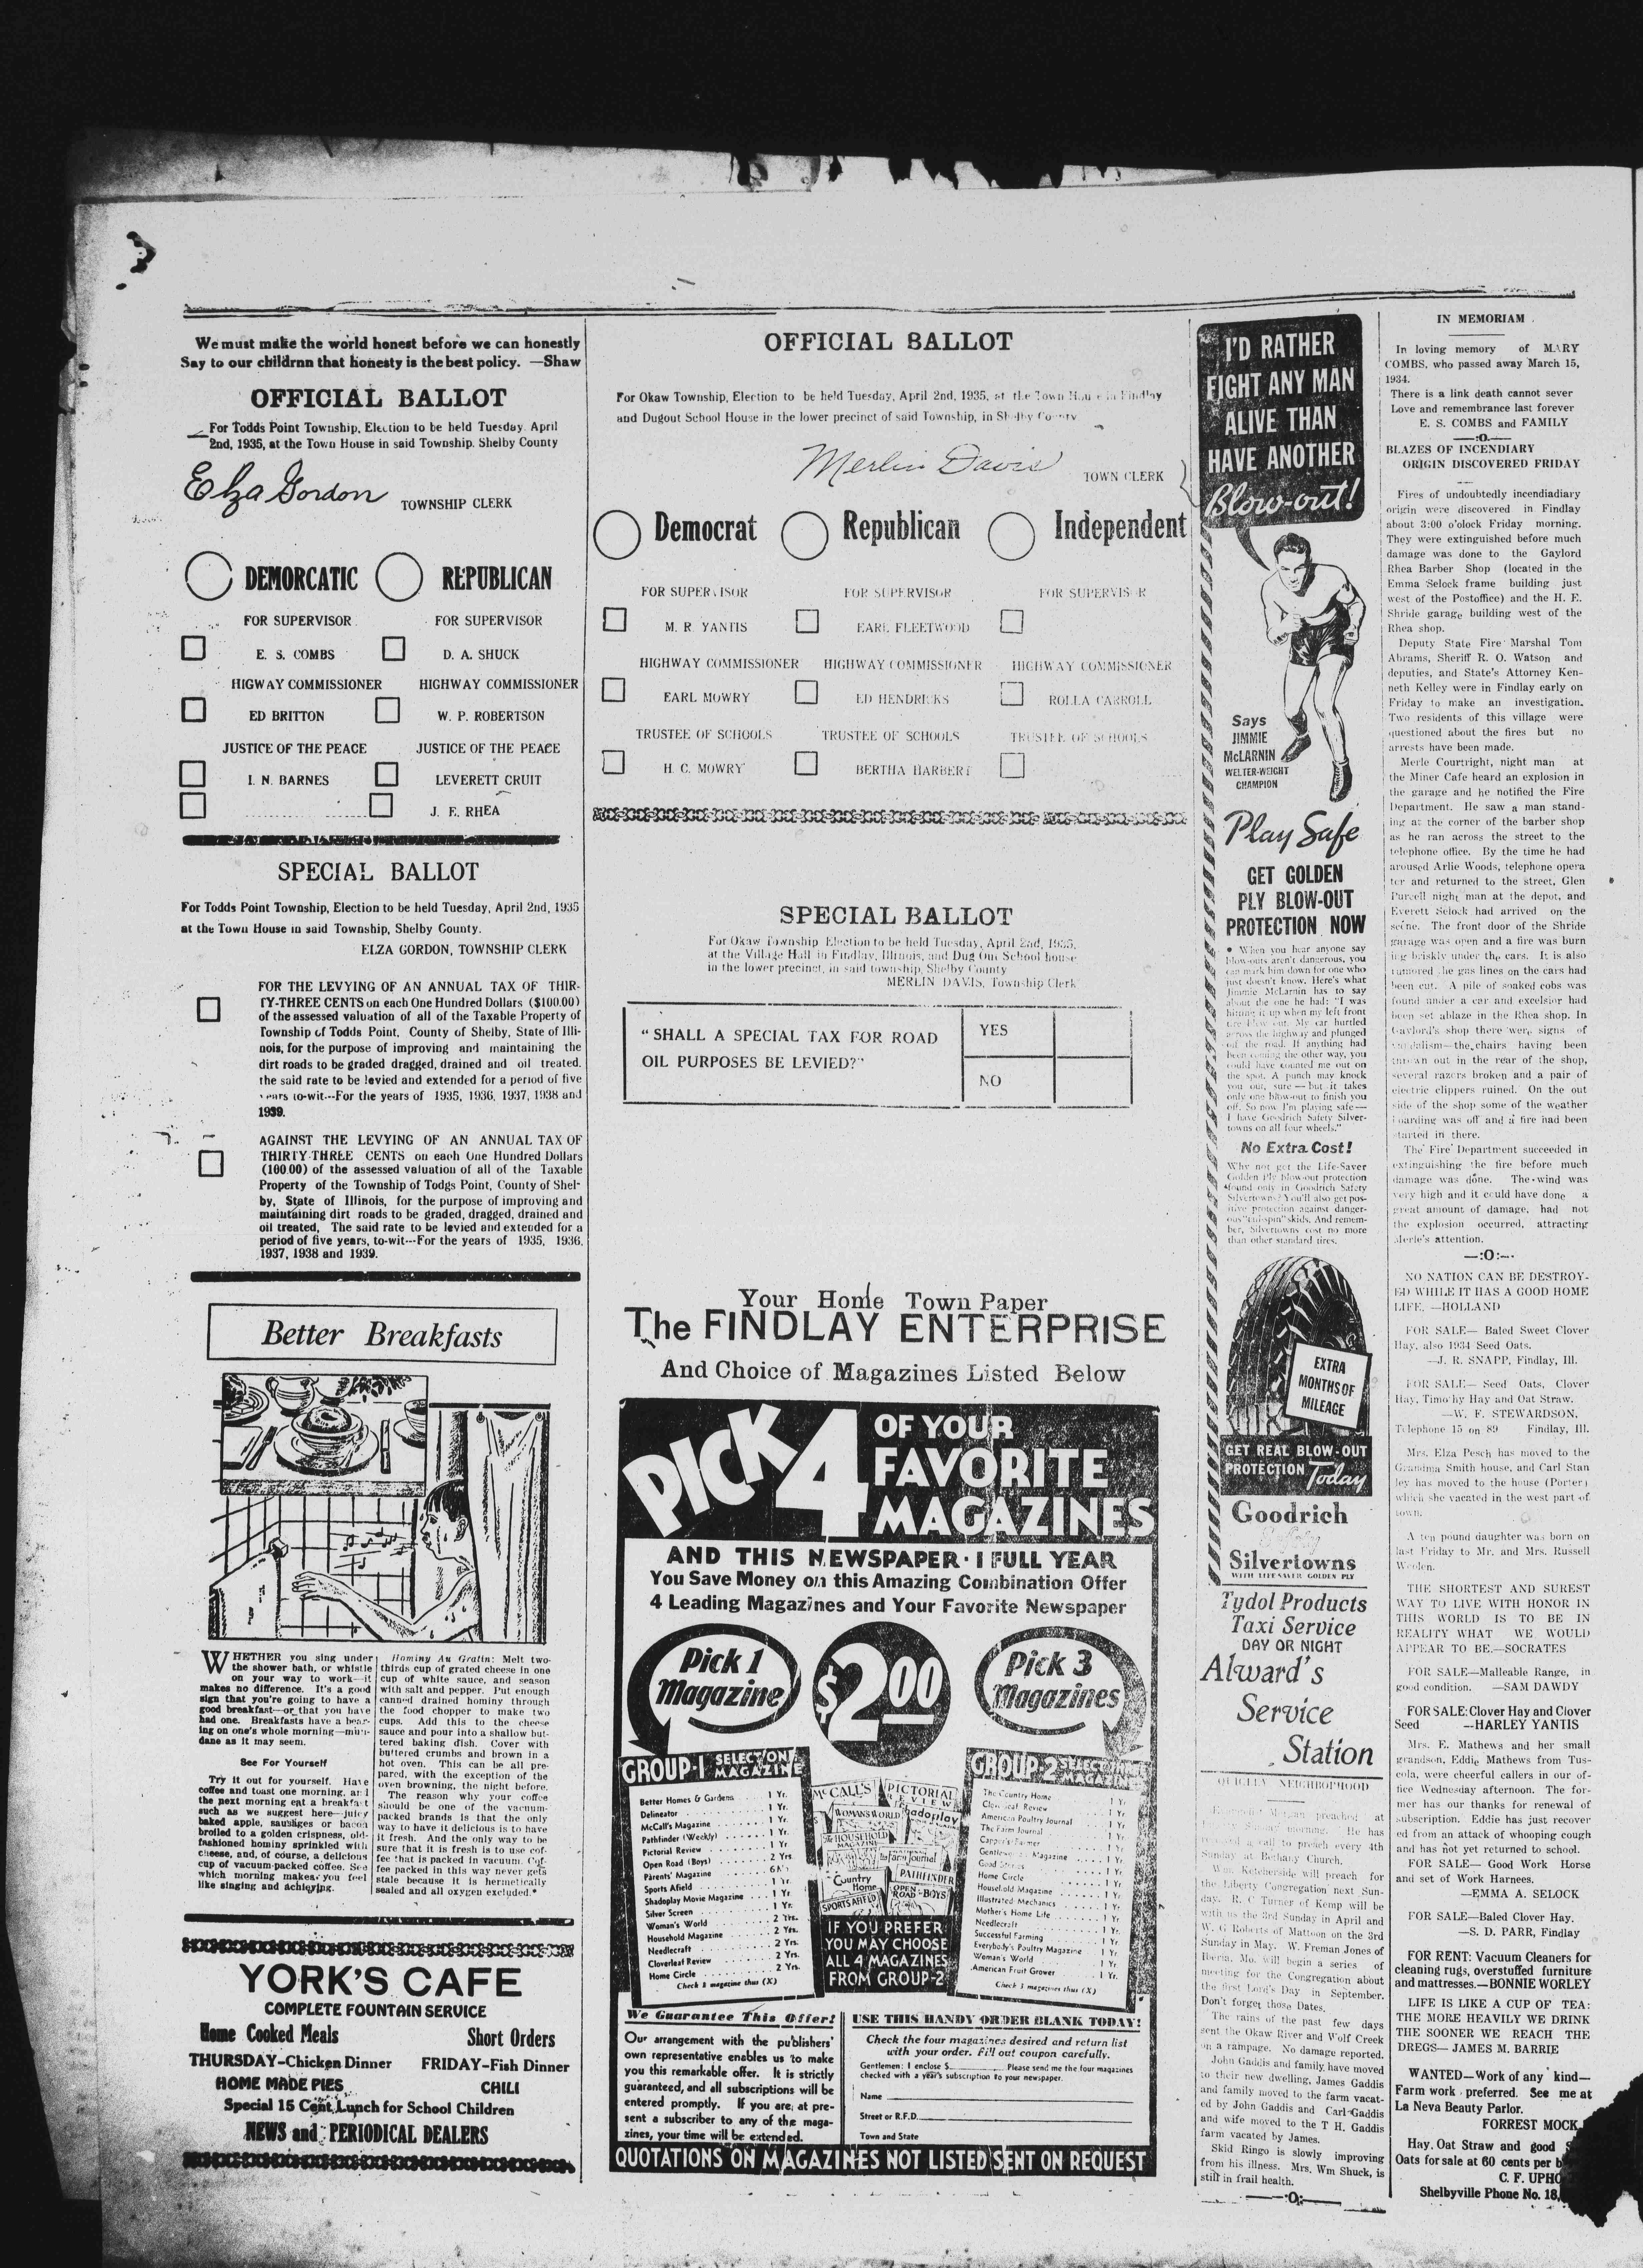 We must make the world honest before we can honestly
Say to our childrnn that honesty is the best policy. —Shaw
OFFICIAL BALLOT
For Todds Point Township, Election to be held Tuesday. April
2nd, 1935, at the Town House in said Township. Shelby County
Elza Gordon TOWNSHIP CLERK
DEMORCATIC REPUBLICAN
FOR SUPERVISOR FOR SUPERVISOR
E. S. COMBS D. A. SHUCK
HIGWAY COMMISSIONER HIGHWAY COMMISSIONER
ED BRITTON W. P. ROBERTSON
JUSTICE OF THE PEACE JUSTICE OF THE PEACE
I. N. BARNES LEVERETT CRUIT
J. E. RHEA
SPECIAL BALLOT
For Todds Point Township, Election to be held Tuesday, April 2nd, 1935
at the Town House in said Township, Shelby County.
ELZA GORDON, TOWNSHIP CLERK
FOR THE LEVYING OF AN ANNUAL TAX OF THIR-
TY-THREE CENTS on each One Hundred Dollars ($100.00)
of the assessed valuation of all of the Taxable Property of
Township of Todds Point, County of Shelby, State of Illi-
nois, for the purpose of improving and maintaining the
dirt roads to be graded dragged, drained and oil treated.
the said rate to be levied and extended for a period of five
years to-wit--For the years of 1935, 1936, 1937, 1938 and
1939.
AGAINST THE LEVYING OF AN ANNUAL TAX OF
THIRTY-THREE CENTS on each One Hundred Dollars
(100.00) of the assessed valuation of all of the Taxable
Property of the Township of Todgs Point, County of Shel-
by, State of Illinois, for the purpose of improving and
maintaining dirt roads to be graded, dragged, drained and
oil treated, The said rate to be levied and extended for a
period of five years, to-wit--For the years of 1935, 1936,
1937, 1938 and 1939.
Better Breakfasts
WHETHER you sing under
the shower bath, or whistle
on your way to work—it
makes no difference. It's a good
sign that you're going to have a
good breakfast—or that you have
had one. Breakfasts have a bear-
ing on one's whole morning—mun-
dane as it may seem.
See For Yourself
Try it out for yourself. Have
coffee and toast one morning, and
the next morning eat a breakfast
such as we suggest here—juicy
baked apple, sausages or bacon
broiled to a golden crispness, old-
fashioned hominy sprinkled with
cheese, and, of course, a delicious
cup of vacuum-packed coffee. See
which morning makes you feel
like singing and achieving.
Hominy Au Gratin: Melt two-
thirds cup of grated cheese in one
cup of white sauce, and season
with salt and pepper. Put enough
canned drained hominy through
the food chopper to make two
cups. Add this to the cheese
sauce and pour into a shallow but-
tered baking dish. Cover with
buttered crumbs and brown in a
hot oven. This can be all pre-
pared, with the exception of the
oven browning, the night before.
The reason why your coffee
should be one of the vacuum-
packed brands is that the only
way to have it delicious is to have
it fresh. And the only way to be
sure that it is fresh is to use cof-
fee that is packed in vacuum. Cof-
fee packed in this way never gets
stale because it is hermetically
sealed and all oxygen excluded.*
YORK'S CAFE
COMPLETE FOUNTAIN SERVICE
Home Cooked Meals Short Orders
THURSDAY-Chicken Dinner FRIDAY-Fish Dinner
HOME MADE PIES CHILI
Special 15 Cent Lunch for School Children
NEWS and PERIODICAL DEALERS
OFFICIAL BALLOT
For Okaw Township, Election to be held Tuesday, April 2nd, 1935, at the Town House in Findlay
and Dugout School House in the lower precinct of said Township, in Shelby County
Merlin Davis TOWN CLERK
Democrat Republican Independent
FOR SUPERVISOR FOR SUPERVISOR FOR SUPERVISOR
M. R. YANTIS EARL FLEETWOOD
HIGHWAY COMMISSIONER HIGHWAY COMMISSIONER HIGHWAY COMMISSIONER
EARL MOWRY ED HENDRICKS ROLLA CARROLL
TRUSTEE OF SCHOOLS TRUSTEE OF SCHOOLS TRUSTEE OF SCHOOLS
H. C. MOWRY BERTHA HARBERT
SPECIAL BALLOT
For Okaw Township Election to be held Tuesday, April 2nd, 1935,
at the Village Hall in Findlay, Illinois, and Dug Out School house
in the lower precinct, in said township, Shelby County
MERLIN DAVIS, Township Clerk
"SHALL A SPECIAL TAX FOR ROAD
OIL PURPOSES BE LEVIED?"
YES
NO
Your Home Town Paper
The FINDLAY ENTERPRISE
And Choice of Magazines Listed Below
PICK 4 OF YOUR
FAVORITE
MAGAZINES
AND THIS NEWSPAPER · 1 FULL YEAR
You Save Money on this Amazing Combination Offer
4 Leading Magazines and Your Favorite Newspaper
Pick 1
Magazine
$2.00
Pick 3
Magazines
GROUP-1 SELECT 1 MAGAZINE
Better Homes & Gardens 1 Yr.
Delineator 1 Yr.
McCall's Magazine 1 Yr.
Pathfinder (Weekly) 1 Yr.
Pictorial Review 1 Yr.
Open Road (Boys) 2 Yrs.
Parents' Magazine 6 M.
Sports Afield 1 Yr.
Shadoplay Movie Magazine 1 Yr.
Silver Screen 1 Yr.
Woman's World 2 Yrs.
Household Magazine 2 Yrs.
Needlecraft 2 Yrs.
Cloverleaf Review 2 Yrs.
Home Circle 2 Yrs.
Check 1 magazine thus (X)
McCALL'S
PICTORIAL REVIEW
WOMAN'S WORLD
Shadoplay
The HOUSEHOLD MAGAZINE
The farm Journal
Country Home
PATHFINDER
SPORTS AFIELD
OPEN ROAD for BOYS
IF YOU PREFER
YOU MAY CHOOSE
ALL 4 MAGAZINES
FROM GROUP-2
GROUP-2 SELECT 3 MAGAZINES
The Country Home 1 Yr.
Cloverleaf Review 1 Yr.
American Poultry Journal 1 Yr.
The Farm Journal 1 Yr.
Capper's Farmer 1 Yr.
Gentlewoman Magazine 1 Yr.
Good Stories 1 Yr.
Home Circle 1 Yr.
Household Magazine 1 Yr.
Illustrated Mechanics 1 Yr.
Mother's Home Life 1 Yr.
Needlecraft 1 Yr.
Successful Farming 1 Yr.
Everybody's Poultry Magazine 1 Yr.
Woman's World 1 Yr.
American Fruit Grower 1 Yr.
Check 3 magazines thus (X)
We Guarantee This Offer!
Our arrangement with the publishers'
own representative enables us to make
you this remarkable offer. It is strictly
guaranteed, and all subscriptions will be
entered promptly. If you are at pre-
sent a subscriber to any of the maga-
zines, your time will be extended.
USE THIS HANDY ORDER BLANK TODAY!
Check the four magazines desired and return list
with your order. Fill out coupon carefully.
Gentlemen: I enclose $ Please send me the four magazines
checked with a year's subscription to your newspaper.
Name
Street or R.F.D.
Town and State
QUOTATIONS ON MAGAZINES NOT LISTED SENT ON REQUEST
I'D RATHER
FIGHT ANY MAN
ALIVE THAN
HAVE ANOTHER
Blow-out!
Says
JIMMIE
McLARNIN
WELTER-WEIGHT
CHAMPION
Play Safe
GET GOLDEN
PLY BLOW-OUT
PROTECTION NOW
• When you hear anyone say
blow-outs aren't dangerous, you
can mark him down for one who
just doesn't know. Here's what
Jimmie McLarnin has to say
about the one he had: "I was
hitting it up when my left front
tire blew out. My car hurtled
across the highway and plunged
off the road. If anything had
been coming the other way, you
could have counted me out on
the spot. A punch may knock
you out, sure — but it takes
only one blow-out to finish you
off. So now I'm playing safe—
I have Goodrich Safety Silver-
towns on all four wheels."
No Extra Cost!
Why not get the Life-Saver
Golden Ply blow-out protection
found only in Goodrich Safety
Silvertowns? You'll also get pos-
itive protection against danger-
ous "tailspin" skids. And remem-
ber, Silvertowns cost no more
than other standard tires.
EXTRA
MONTHS OF
MILEAGE
GET REAL BLOW-OUT
PROTECTION Today
Goodrich
Safety
Silvertowns
WITH LIFE SAVER GOLDEN PLY
Tydol Products
Taxi Service
DAY OR NIGHT
Alward's
Service
Station
QUIGLEY NEIGHBORHOOD
preached at
Sunday morning. He has
a call to preach every 4th
Sunday at Bethany Church,
Wm. Ketcherside will preach for
the Liberty Congregation next Sun-
day. R. C Turner of Kemp will be
with us the 3rd Sunday in April and
W. G Roberts of Mattoon on the 3rd
Sunday in May. W. Freman Jones of
Iberia, Mo. will begin a series of
meeting for the Congregation about
the first Lord's Day in September.
Don't forget those Dates.
The rains of the past few days
sent the Okaw River and Wolf Creek
on a rampage. No damage reported.
John Gaddis and family have moved
to their new dwelling, James Gaddis
and family moved to the farm vacat-
ed by John Gaddis and Carl Gaddis
and wife moved to the T H. Gaddis
farm vacated by James.
Skid Ringo is slowly improving
from his illness. Mrs. Wm Shuck, is
still in frail health.
—:O:—
IN MEMORIAM
In loving memory of MARY
COMBS, who passed away March 15,
1934.
There is a link death cannot sever
Love and remembrance last forever
E. S. COMBS and FAMILY
—:O.—
BLAZES OF INCENDIARY
ORIGIN DISCOVERED FRIDAY
Fires of undoubtedly incendiadiary
origin were discovered in Findlay
about 3:00 o'olock Friday morning.
They were extinguished before much
damage was done to the Gaylord
Rhea Barber Shop (located in the
Emma Selock frame building just
west of the Postoffice) and the H. E.
Shride garage building west of the
Rhea shop.
Deputy State Fire Marshal Tom
Abrams, Sheriff R. O. Watson and
deputies, and State's Attorney Ken-
neth Kelley were in Findlay early on
Friday to make an investigation.
Two residents of this village were
questioned about the fires but no
arrests have been made.
Merle Courtright, night man at
the Miner Cafe heard an explosion in
the garage and he notified the Fire
Department. He saw a man stand-
ing at the corner of the barber shop
as he ran across the street to the
telephone office. By the time he had
aroused Arlie Woods, telephone opera
ter and returned to the street, Glen
Purcell night man at the depot, and
Everett Selock had arrived on the
scene. The front door of the Shride
garage was open and a fire was burn
ing briskly under the cars. It is also
rumored the gas lines on the cars had
been cut. A pile of soaked cobs was
found under a car and excelsior had
been set ablaze in the Rhea shop. In
Gaylord's shop there were signs of
vandalism—the chairs having been
thrown out in the rear of the shop,
several razors broken and a pair of
electric clippers ruined. On the out
side of the shop some of the weather
boarding was off and a fire had been
started in there.
The Fire Department succeeded in
extinguishing the fire before much
damage was done. The wind was
very high and it could have done a
great amount of damage, had not
the explosion occurred, attracting
Merle's attention.
—:O:—
NO NATION CAN BE DESTROY-
ED WHILE IT HAS A GOOD HOME
LIFE. —HOLLAND
FOR SALE— Baled Sweet Clover
Hay, also 1934 Seed Oats.
—J. R. SNAPP, Findlay, Ill.
FOR SALE— Seed Oats, Clover
Hay, Timothy Hay and Oat Straw.
—W. F. STEWARDSON,
Telephone 15 on 89 Findlay, Ill.
Mrs. Elza Pesch has moved to the
Grandma Smith house, and Carl Stan
ley has moved to the house (Porter)
which she vacated in the west part of
town.
A ten pound daughter was born on
last Friday to Mr. and Mrs. Russell
Woolen.
THE SHORTEST AND SUREST
WAY TO LIVE WITH HONOR IN
THIS WORLD IS TO BE IN
REALITY WHAT WE WOULD
APPEAR TO BE.—SOCRATES
FOR SALE—Malleable Range, in
good condition. —SAM DAWDY
FOR SALE: Clover Hay and Clover
Seed --HARLEY YANTIS
Mrs. E. Mathews and her small
grandson, Eddie Mathews from Tus-
cola, were cheerful callers in our of-
fice Wednesday afternoon. The for-
mer has our thanks for renewal of
subscription. Eddie has just recover
ed from an attack of whooping cough
and has not yet returned to school.
FOR SALE— Good Work Horse
and set of Work Harnees.
—EMMA A. SELOCK
FOR SALE—Baled Clover Hay.
—S. D. PARR, Findlay
FOR RENT: Vacuum Cleaners for
cleaning rugs, overstuffed furniture
and mattresses.—BONNIE WORLEY
LIFE IS LIKE A CUP OF TEA:
THE MORE HEAVILY WE DRINK
THE SOONER WE REACH THE
DREGS— JAMES M. BARRIE
WANTED—Work of any kind—
Farm work preferred. See me at
La Neva Beauty Parlor.
FORREST MOCK
Hay, Oat Straw and good
Oats for sale at 60 cents per
C. F. UPHO
Shelbyville Phone No. 18,